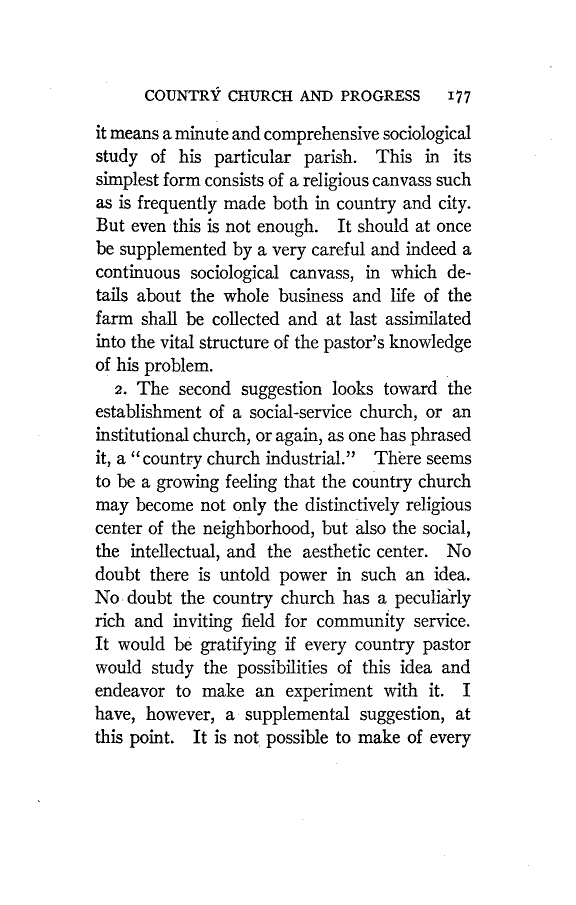 COUNTRY CHURCH AND PROGRESS 177
it means a minute and comprehensive sociological
study of his particular parish. This in its
simplest form consists of a religious canvass such
as is frequently made both in country and city.
But even this is not enough. It should at once
be supplemented by a very careful and indeed a
continuous sociological canvass, in which de-
tails about the whole business and life of the
farm shall be collected and at last assimilated
into the vital structure of the pastor's knowledge
of his problem.
2. The second suggestion looks toward the
establishment of a social-service church, or an
institutional church, or again, as one has phrased
it, a "country church industrial." There seems
to be a growing feeling that the country church
may become not only the distinctively religious
center of the neighborhood, but also the social,
the intellectual, and the aesthetic center. No
doubt there is untold power in such an idea.
No doubt the country church has a peculiarly
rich and inviting field for community service.
It would be gratifying if every country pastor
would study the possibilities of this idea and
endeavor to make an experiment with it. I
have, however, a supplemental suggestion, at
this point. It is not possible to make of every